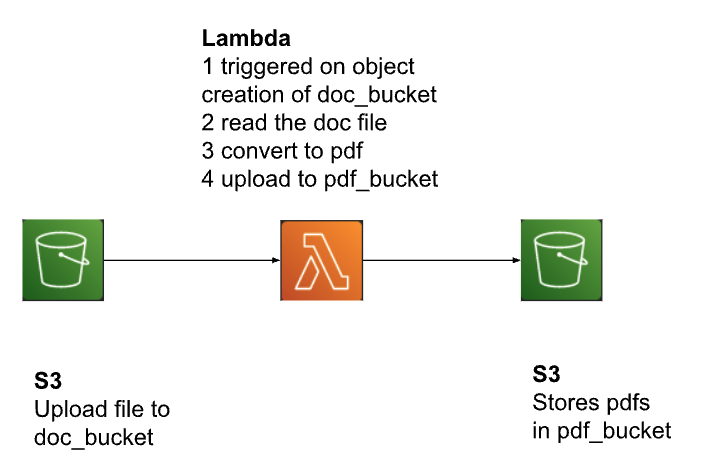 Lambda
1 triggered on object
creation of doc_bucket
2 read the doc file
3 convert to pdf
4 upload to pdf_bucket
S3
Upload file to
doc_bucket
S3
Stores pdfs
in pdf_bucket